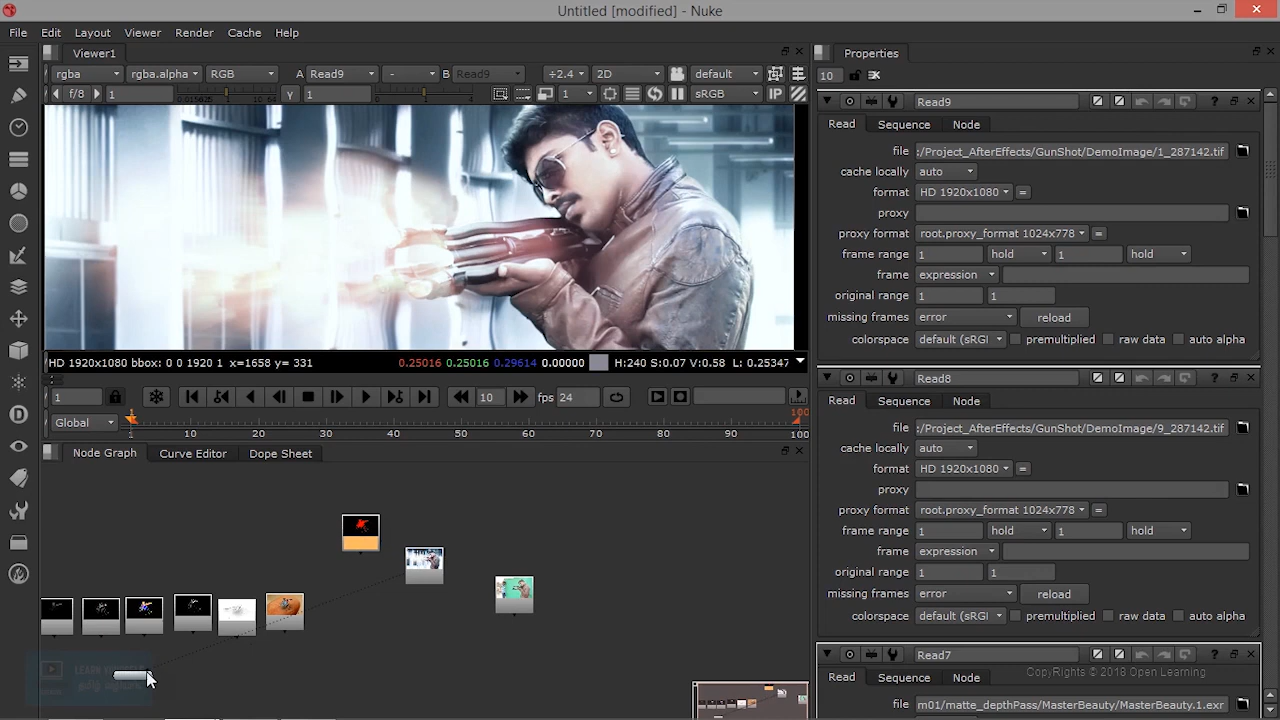 Untitled [modified] - Nuke
File Edit Layout Viewer Render Cache Help
Viewer1
rgba rgba.alpha RGB A Read9 - B Read9 ÷2.4 2D default
f/8 1 Y 1 1 sRGB IP
HD 1920x1080 bbox: 0 0 1920 1 x=1658 y= 331 0.25016 0.25016 0.29614 0.00000 H:240 S:0.07 V:0.58 L: 0.25347
1 10 fps 24
Global 1 10 20 30 40 50 60 70 80 90 100
1 100
Node Graph Curve Editor Dope Sheet
LEARN YOURSELF
Properties
10
Read9
Read Sequence Node
file :/Project_AfterEffects/GunShot/DemoImage/1_287142.tif
cache locally auto
format HD 1920x1080 =
proxy
proxy format root.proxy_format 1024x778 =
frame range 1 hold 1 hold
frame expression
original range 1 1
missing frames error reload
colorspace default (sRGI premultiplied raw data auto alpha
Read8
Read Sequence Node
file :/Project_AfterEffects/GunShot/DemoImage/9_287142.tif
cache locally auto
format HD 1920x1080 =
proxy
proxy format root.proxy_format 1024x778 =
frame range 1 hold 1 hold
frame expression
original range 1 1
missing frames error reload
colorspace default (sRGI premultiplied raw data auto alpha
Read7
Read Sequence Node
CopyRights © 2018 Open Learning
file m01/matte_depthPass/MasterBeauty/MasterBeauty.1.exr